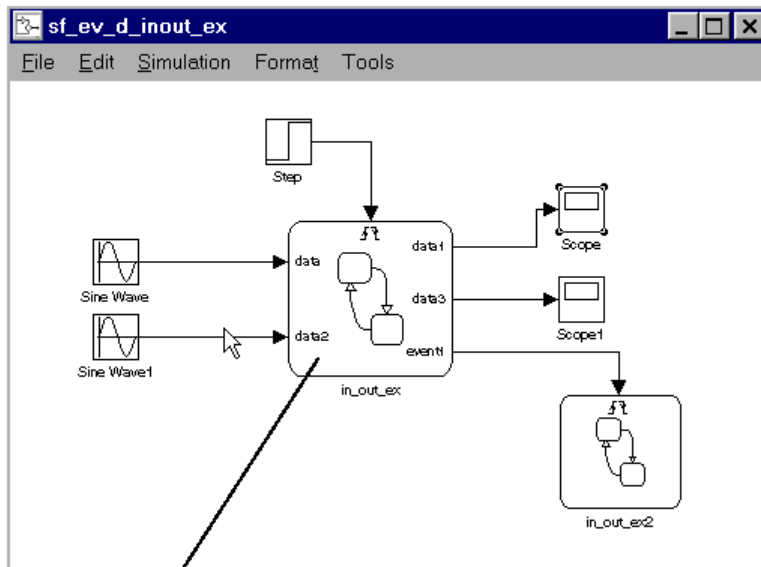 sf_ev_d_inout_ex
File Edit Simulation Format Tools
Step
Sine Wave
Sine Wave1
data
data2
data1
data3
event1
in_out_ex
Scope
Scope1
in_out_ex2